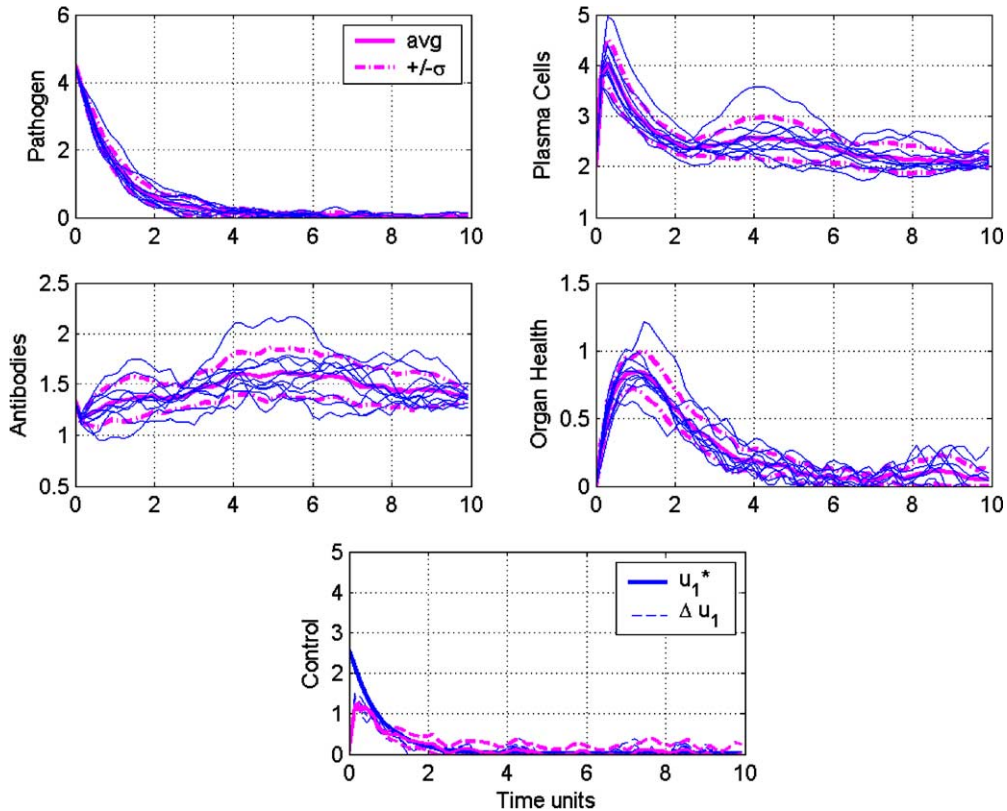 Pathogen
6
4
2
0
0 2 4 6 8 10
avg
+/-σ
Plasma Cells
5
4
3
2
1
0 2 4 6 8 10
Antibodies
2.5
2
1.5
1
0.5
0 2 4 6 8 10
Organ Health
1.5
1
0.5
0
0 2 4 6 8 10
Control
5
4
3
2
1
0
0 2 4 6 8 10
u₁*
Δ u₁
Time units